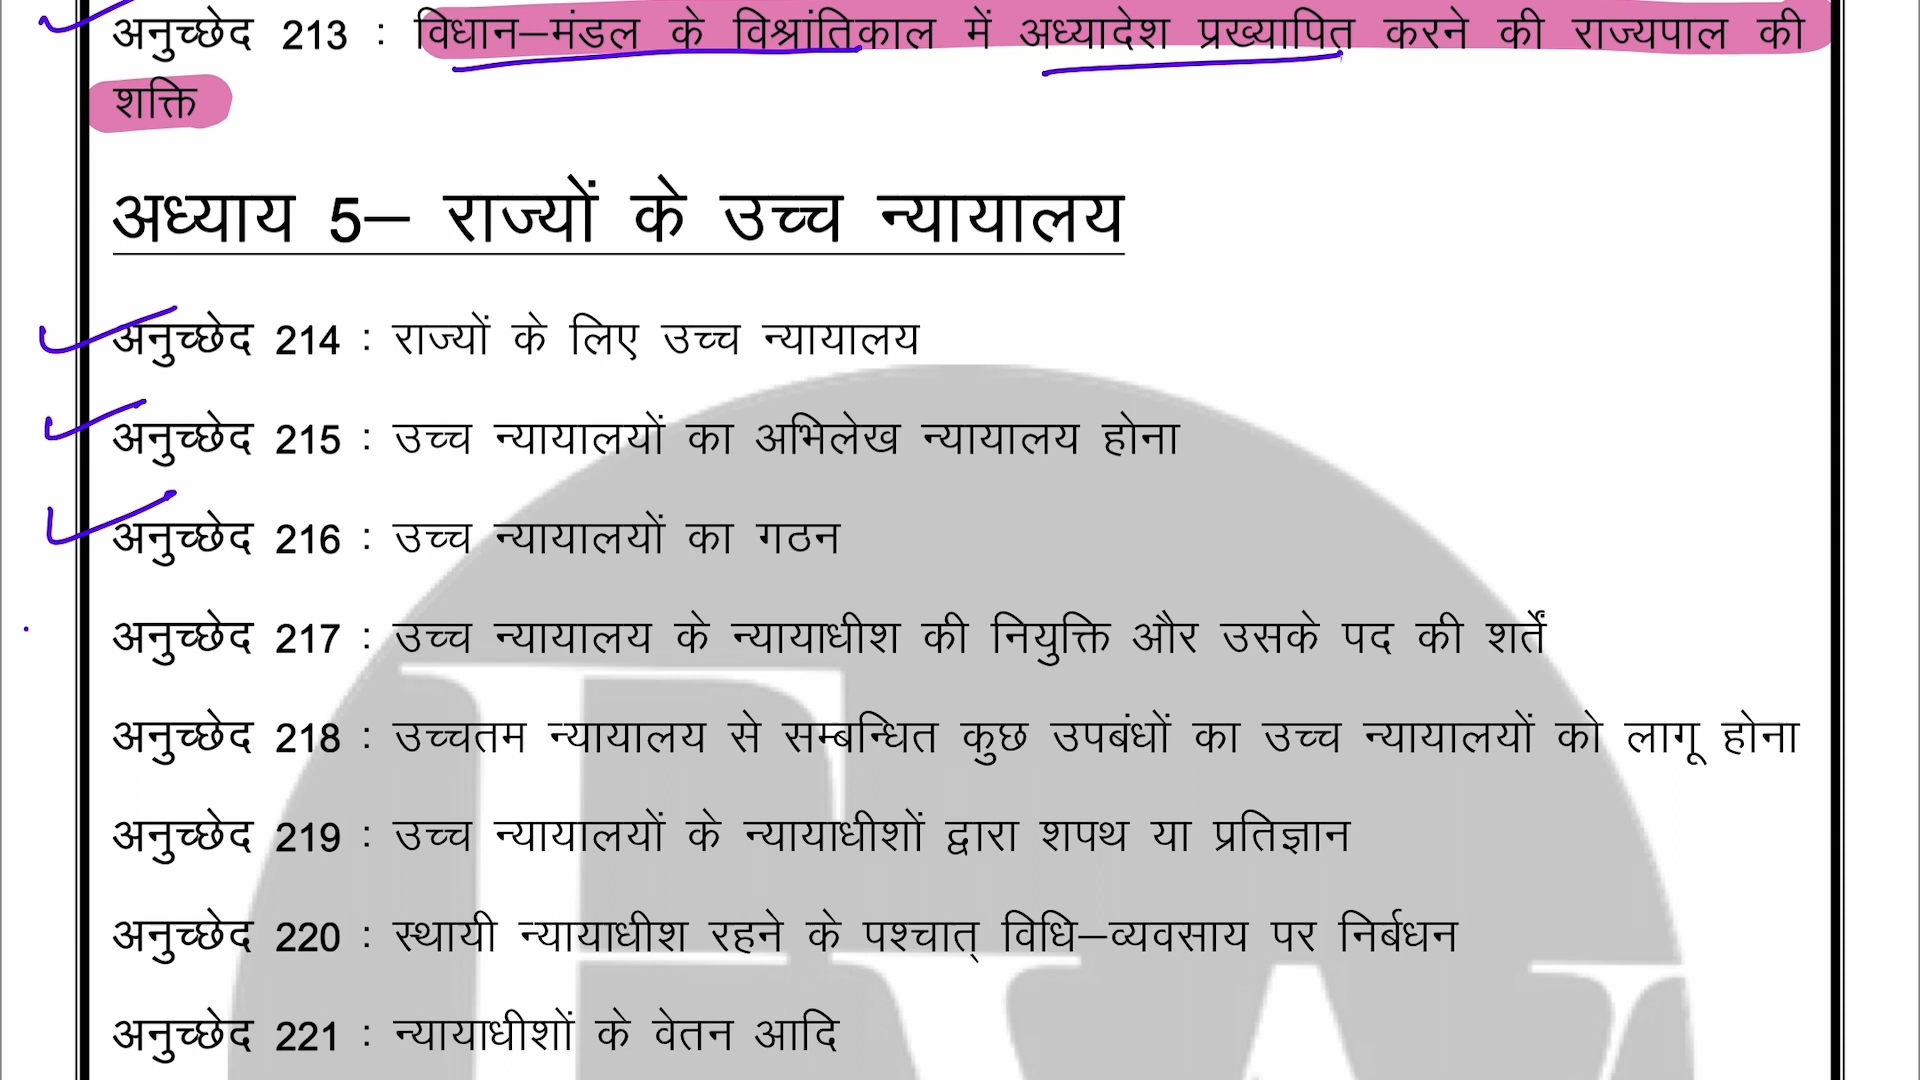 अनुच्छेद 213 : विधान–मंडल के विश्रांतिकाल में अध्यादेश प्रख्यापित करने की राज्यपाल की
शक्ति
अध्याय 5– राज्यों के उच्च न्यायालय
अनुच्छेद 214 : राज्यों के लिए उच्च न्यायालय
अनुच्छेद 215 : उच्च न्यायालयों का अभिलेख न्यायालय होना
अनुच्छेद 216 : उच्च न्यायालयों का गठन
अनुच्छेद 217 : उच्च न्यायालय के न्यायाधीश की नियुक्ति और उसके पद की शर्तें
अनुच्छेद 218 : उच्चतम न्यायालय से सम्बन्धित कुछ उपबंधों का उच्च न्यायालयों को लागू होना
अनुच्छेद 219 : उच्च न्यायालयों के न्यायाधीशों द्वारा शपथ या प्रतिज्ञान
अनुच्छेद 220 : स्थायी न्यायाधीश रहने के पश्चात् विधि–व्यवसाय पर निर्बधन
अनुच्छेद 221 : न्यायाधीशों के वेतन आदि